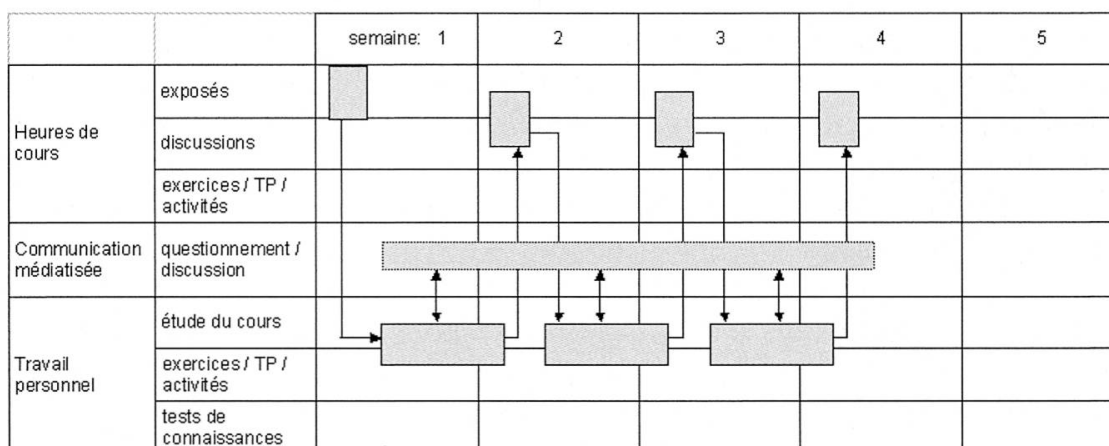 semaine: 1 2 3 4 5
Heures de
cours
exposés
discussions
exercices / TP /
activités
Communication
médiatisée
questionnement /
discussion
Travail
personnel
étude du cours
exercices / TP /
activités
tests de
connaissances